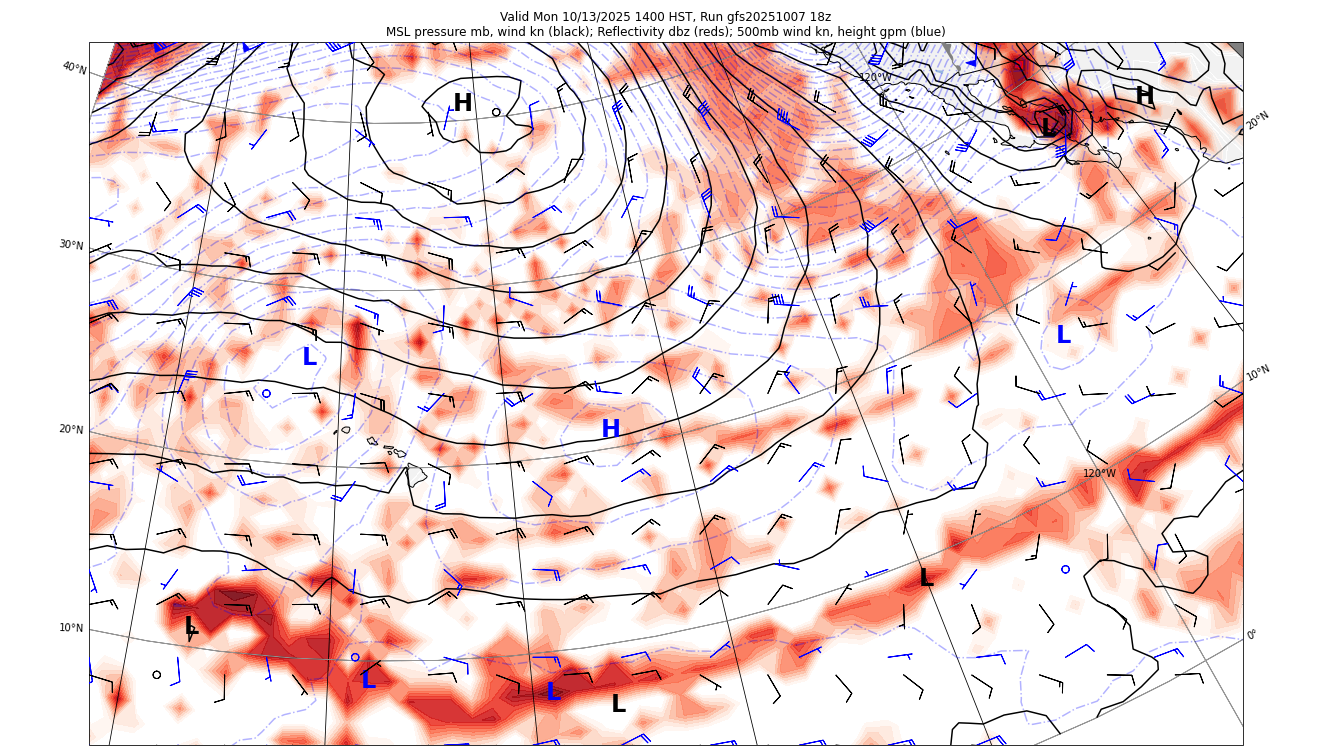 Valid Mon 10/13/2025 1400 HST, Run gfs20251007 18z
MSL pressure mb, wind kn (black); Reflectivity dbz (reds); 500mb wind kn, height gpm (blue)
40°N
120°W
H
H
20°N
L
30°N
L
L
10°N
20°N
H
120°W
L
10°N
L
0°
L
L
L